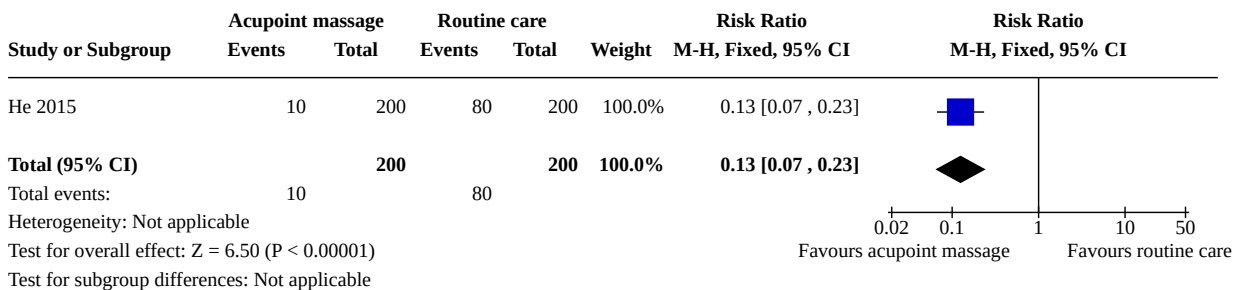 Acupoint massage Routine care Risk Ratio Risk Ratio
Study or Subgroup Events Total Events Total Weight M-H, Fixed, 95% CI M-H, Fixed, 95% CI
He 2015 10 200 80 200 100.0% 0.13 [0.07 , 0.23]
Total (95% CI) 200 200 100.0% 0.13 [0.07 , 0.23]
Total events: 10 80
Heterogeneity: Not applicable
0.02 0.1 1 10 50
Test for overall effect: Z = 6.50 (P < 0.00001)
Favours acupoint massage Favours routine care
Test for subgroup differences: Not applicable